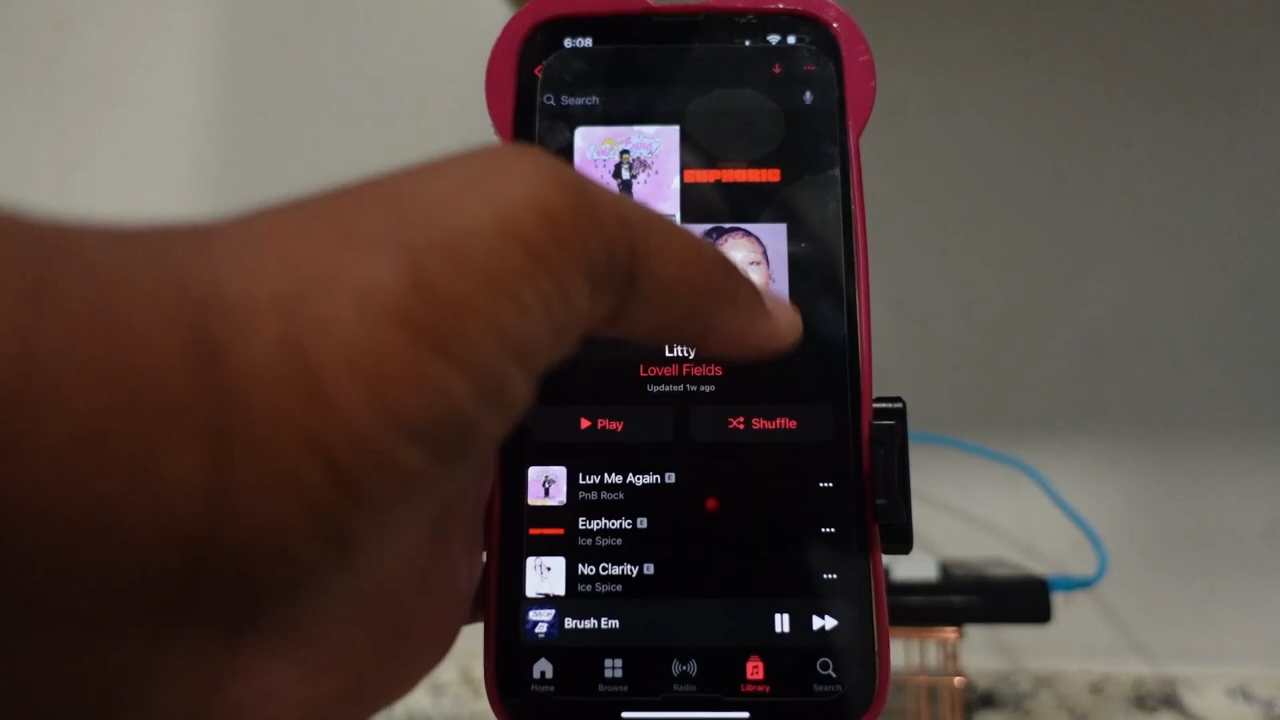 6:08
Search
EUPHORIC
Litty
Lovell Fields
Updated 1w ago
Play
Shuffle
Luv Me Again E
PnB Rock
Euphoric E
Ice Spice
No Clarity E
Ice Spice
Brush Em
Home
Browse
Radio
Library
Search